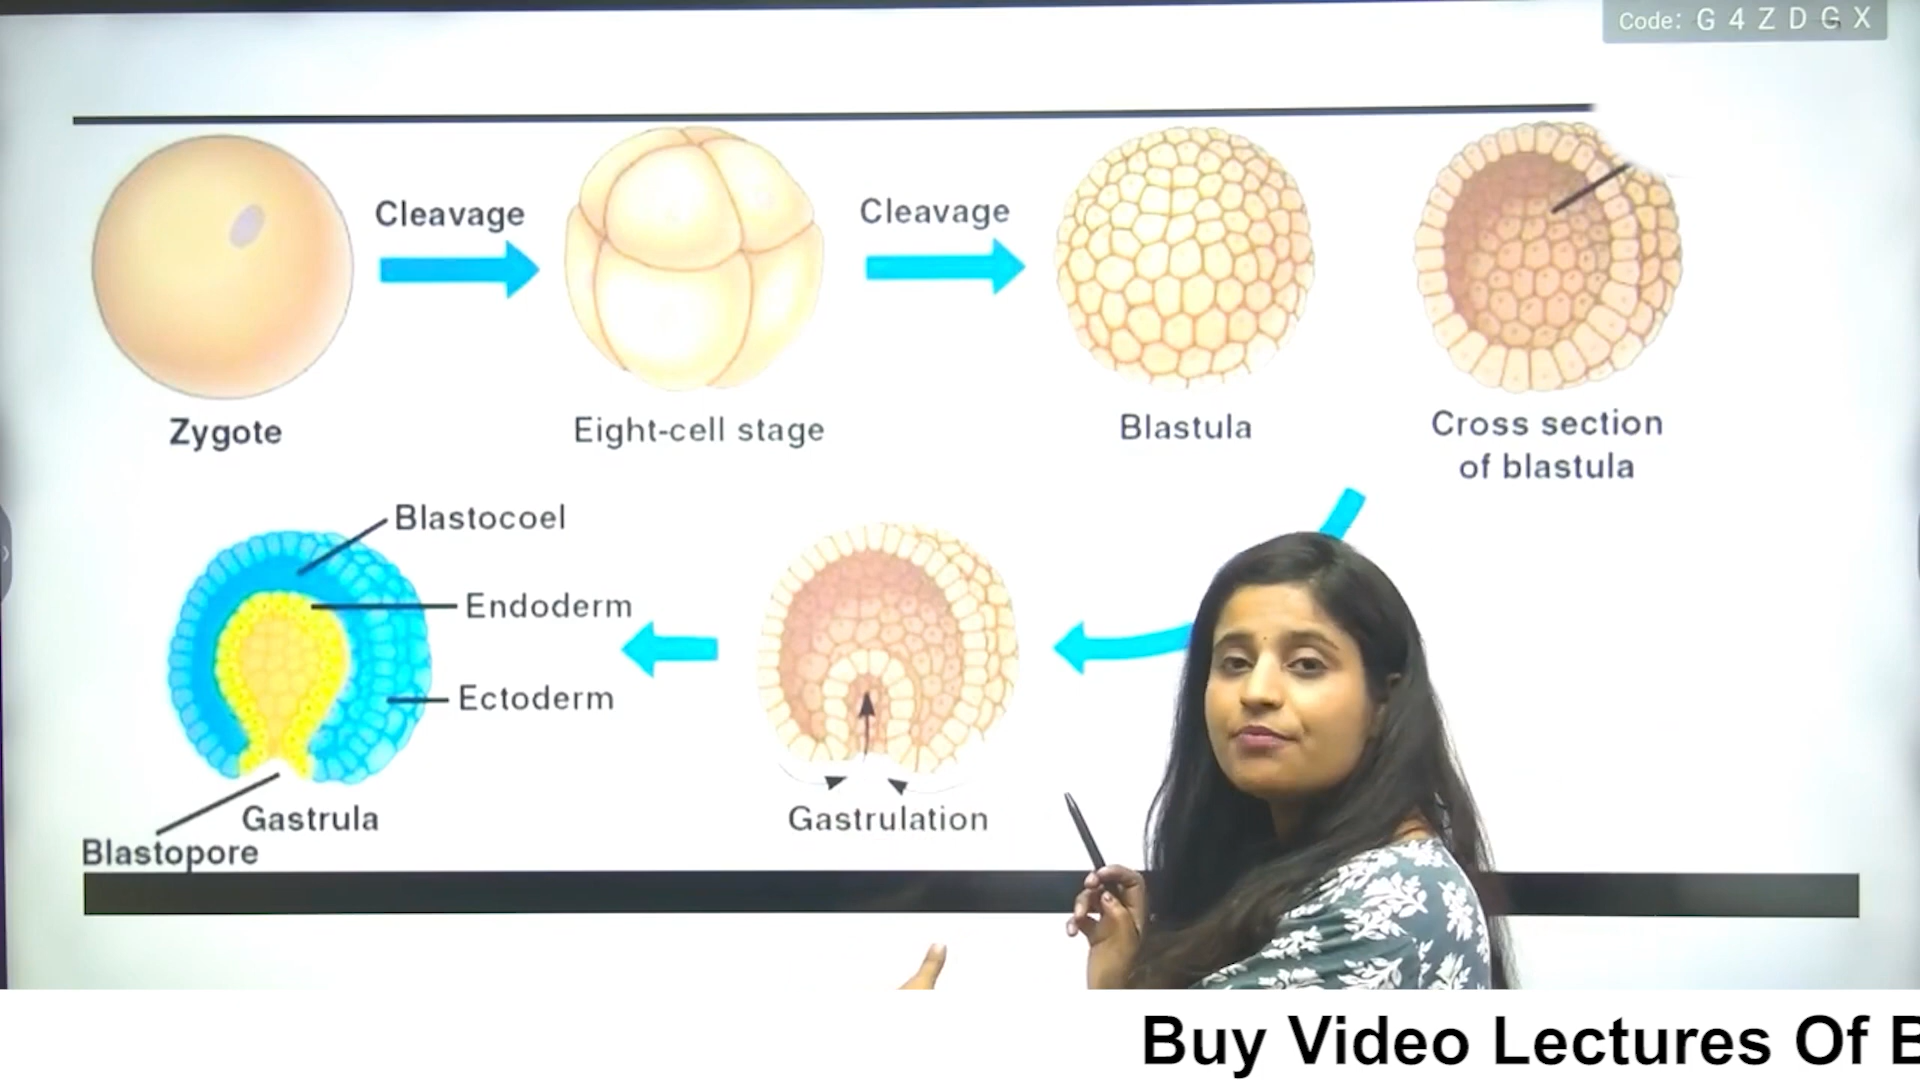 Code: G 4 Z D G X
Cleavage
Cleavage
Zygote
Eight-cell stage
Blastula
Cross section
of blastula
Blastocoel
Endoderm
Ectoderm
Gastrula
Gastrulation
Blastopore
Buy Video Lectures Of B